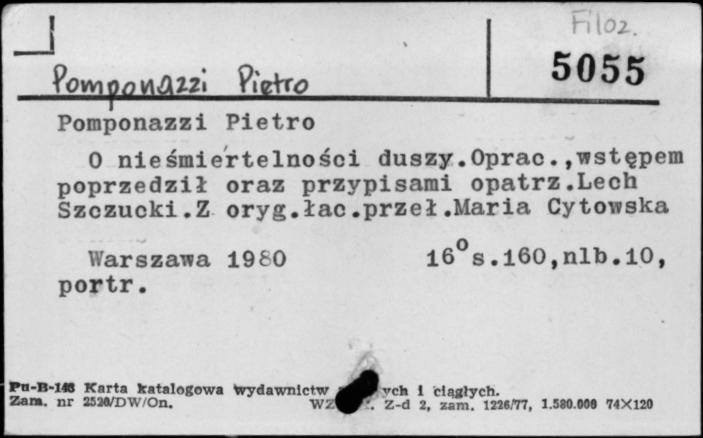 Filoz.
5055
Pomponazzi Pietro
Pomponazzi Pietro
O nieśmiertelności duszy.Oprac.,wstępem
poprzedził oraz przypisami opatrz.Lech
Szczucki.Z oryg.łac.przeł.Maria Cytowska
Warszawa 1980 16°s.160,nlb.10,
portr.
Pu-B-148 Karta katalogowa wydawnictw ych i ciągłych.
Zam. nr 2520/DW/On. WZ Z-d 2, zam. 1226/77, 1.580.000 74X120